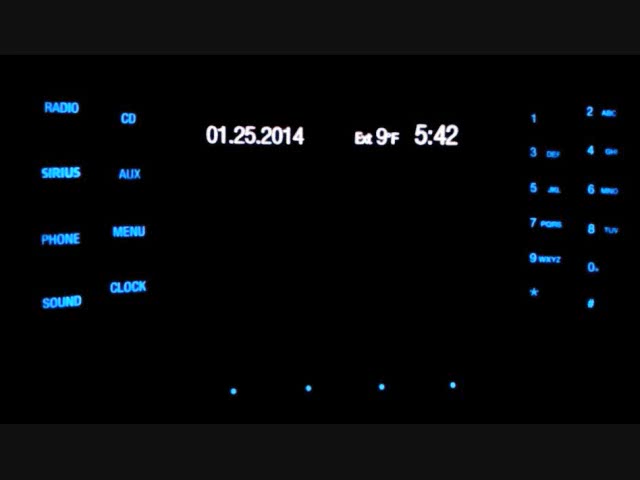 RADIO
CD
SIRIUS
AUX
PHONE
MENU
SOUND
CLOCK
01.25.2014 Ext 9°F 5:42
1
2 ABC
3 DEF
4 GHI
5 JKL
6 MNO
7 PQRS
8 TUV
9 WXYZ
0
*
#